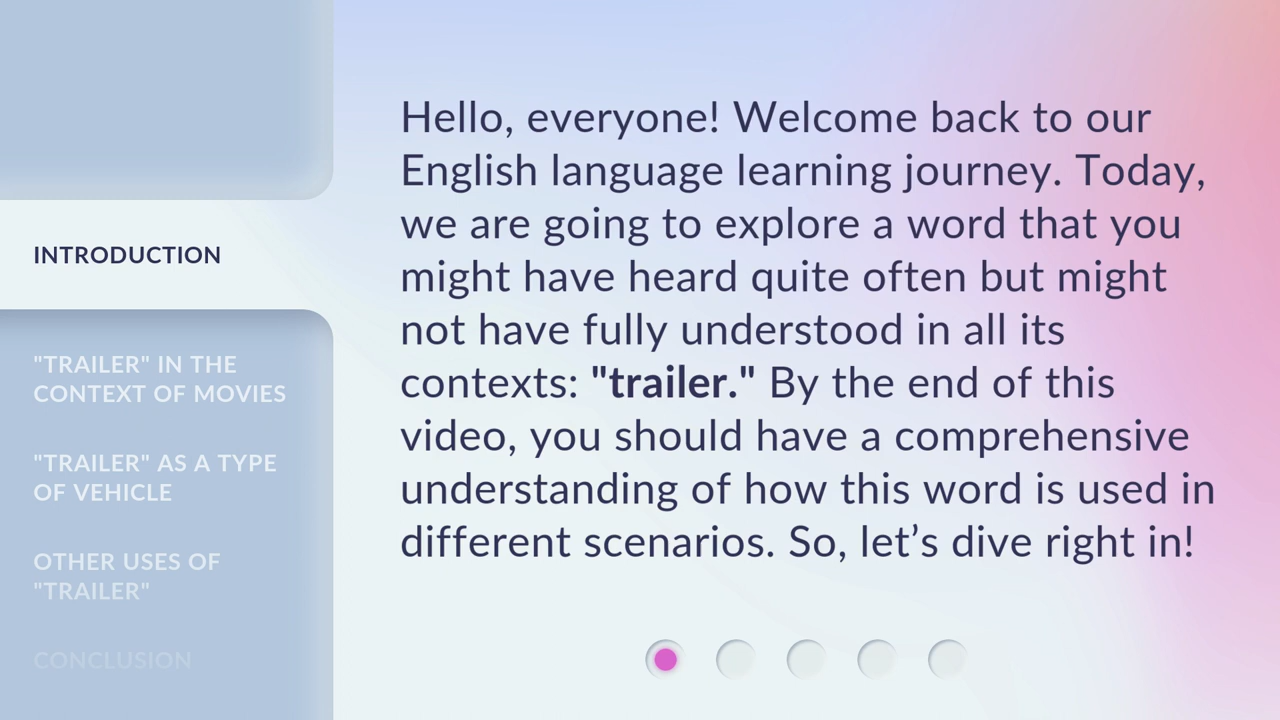 INTRODUCTION
"TRAILER" IN THE
CONTEXT OF MOVIES
"TRAILER" AS A TYPE
OF VEHICLE
OTHER USES OF
"TRAILER"
CONCLUSION
Hello, everyone! Welcome back to our
English language learning journey. Today,
we are going to explore a word that you
might have heard quite often but might
not have fully understood in all its
contexts: "trailer." By the end of this
video, you should have a comprehensive
understanding of how this word is used in
different scenarios. So, let’s dive right in!